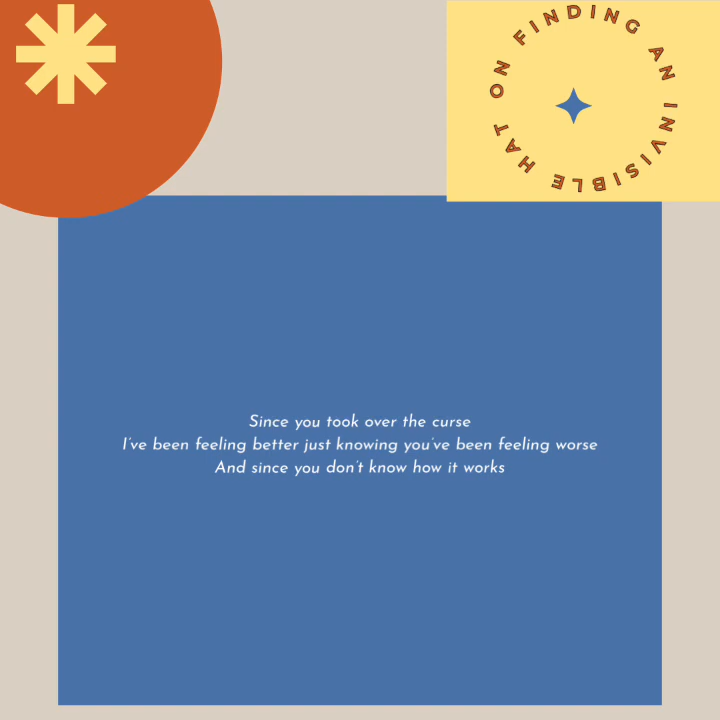 ON FINDING AN INVISIBLE HAT
Since you took over the curse
I've been feeling better just knowing you've been feeling worse
And since you don't know how it works